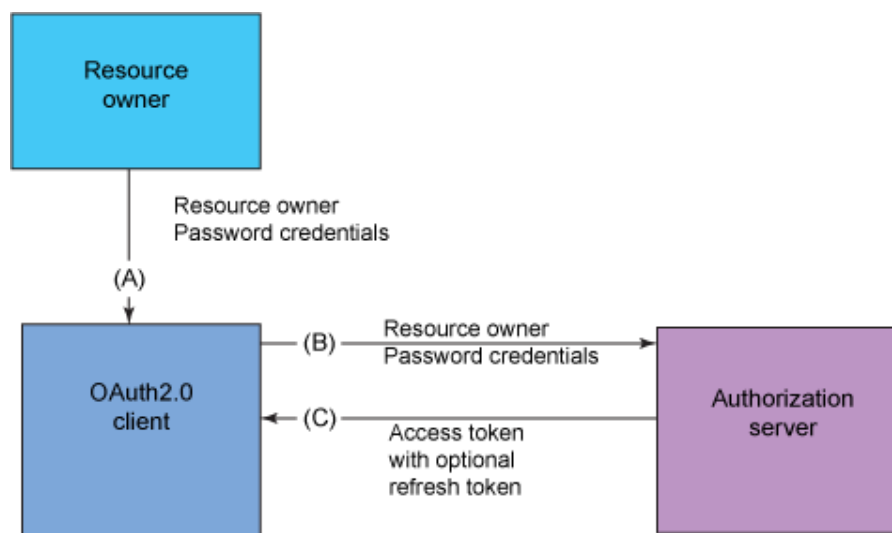 Resource
owner
Resource owner
Password credentials
(A)
(B)
Resource owner
Password credentials
OAuth2.0
client
(C)
Access token
with optional
refresh token
Authorization
server